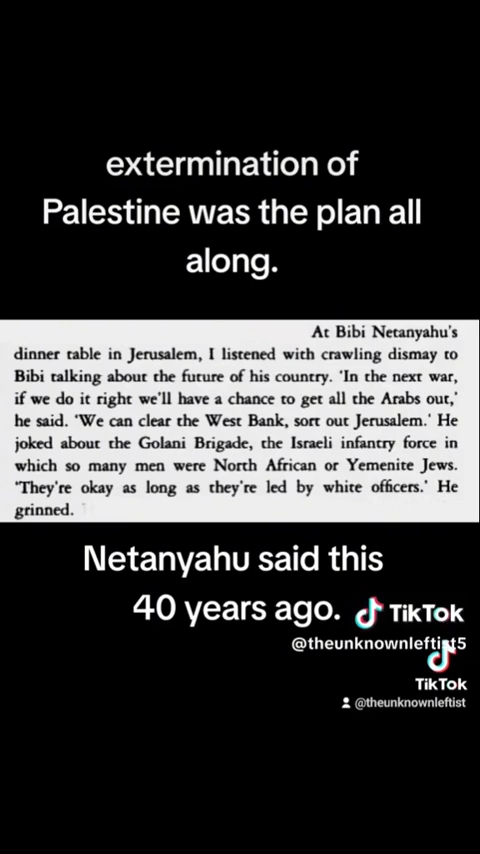 extermination of
Palestine was the plan all
along.
At Bibi Netanyahu's
dinner table in Jerusalem, I listened with crawling dismay to
Bibi talking about the future of his country. 'In the next war,
if we do it right we'll have a chance to get all the Arabs out,'
he said. 'We can clear the West Bank, sort out Jerusalem.' He
joked about the Golani Brigade, the Israeli infantry force in
which so many men were North African or Yemenite Jews.
'They're okay as long as they're led by white officers.' He
grinned.
Netanyahu said this
40 years ago.
TikTok
@theunknownleftist5
TikTok
@theunknownleftist